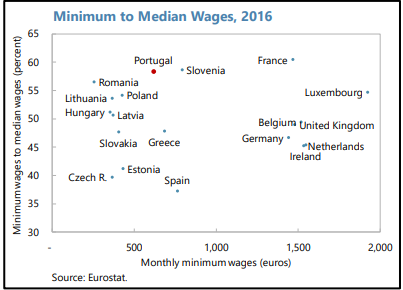 Minimum to Median Wages, 2016
Minimum wages to median wages (percent)
65
60
55
50
45
40
35
30
Portugal
Slovenia
France
Romania
Lithuania
Poland
Luxembourg
Hungary
Latvia
Belgium
United Kingdom
Slovakia
Greece
Germany
Netherlands
Ireland
Czech R.
Estonia
Spain
-
500
1,000
1,500
2,000
Monthly minimum wages (euros)
Source: Eurostat.